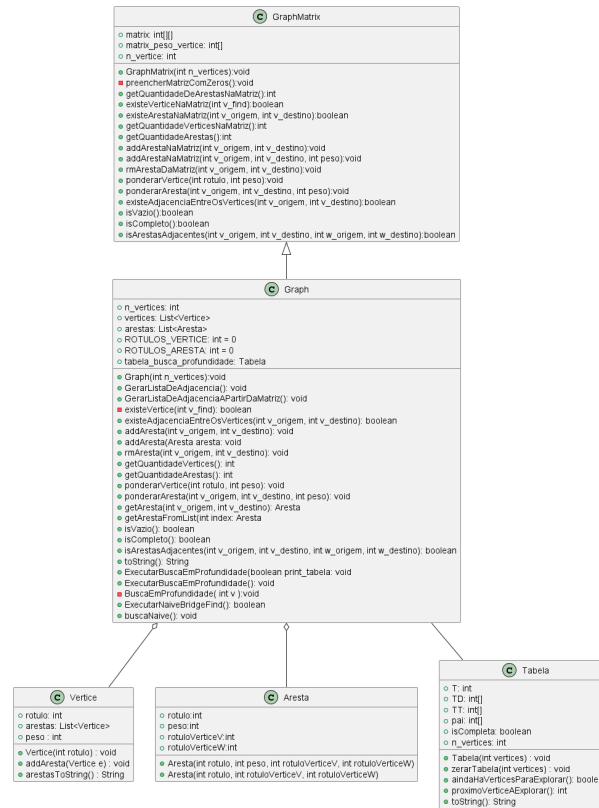 C GraphMatrix
matrix: int[][]
matrix_peso_vertice: int[]
n_vertice: int
GraphMatrix(int n_vertices):void
preencherMatrizComZeros():void
getQuantidadeDeArestasNaMatriz():int
existeVerticeNaMatriz(int v_find):boolean
existeArestaNaMatriz(int v_origem, int v_destino):boolean
getQuantidadeVerticesNaMatriz():int
getQuantidadeArestas():int
addArestaNaMatriz(int v_origem, int v_destino):void
addArestaNaMatriz(int v_origem, int v_destino, int peso):void
rmArestaDaMatriz(int v_origem, int v_destino):void
ponderarVertice(int rotulo, int peso):void
ponderarAresta(int v_origem, int v_destino, int peso):void
existeAdjacenciaEntreOsVertices(int v_origem, int v_destino):boolean
isVazio():boolean
isCompleto():boolean
isArestasAdjacentes(int v_origem, int v_destino, int w_origem, int w_destino):boolean
C Graph
n_vertices: int
vertices: List<Vertice>
arestas: List<Aresta>
ROTULOS_VERTICE: int = 0
ROTULOS_ARESTA: int = 0
tabela_busca_profundidade: Tabela
Graph(int n_vertices):void
GerarListaDeAdjacencia(): void
GerarListaDeAdjacenciaAPartirDaMatriz(): void
existeVertice(int v_find): boolean
existeAdjacenciaEntreOsVertices(int v_origem, int v_destino): boolean
addAresta(int v_origem, int v_destino): void
addAresta(Aresta aresta: void
rmAresta(int v_origem, int v_destino): void
getQuantidadeVertices(): int
getQuantidadeArestas(): int
ponderarVertice(int rotulo, int peso): void
ponderarAresta(int v_origem, int v_destino, int peso): void
getAresta(int v_origem, int v_destino): Aresta
getArestaFromList(int index: Aresta
isVazio(): boolean
isCompleto(): boolean
isArestasAdjacentes(int v_origem, int v_destino, int w_origem, int w_destino): boolean
toString(): String
ExecutarBuscaEmProfundidade(boolean print_tabela: void
ExecutarBuscaEmProfundidade(): void
BuscaEmProfundidade( int v ):void
ExecutarNaiveBridgeFind(): boolean
buscaNaive(): void
C Vertice
rotulo: int
arestas: List<Vertice>
peso : int
Vertice(int rotulo) : void
addAresta(Vertice e) : void
arestasToString() : String
C Aresta
rotulo:int
peso:int
rotuloVerticeV:int
rotuloVerticeW:int
Aresta(int rotulo, int peso, int rotuloVerticeV, int rotuloVerticeW)
Aresta(int rotulo, int rotuloVerticeV, int rotuloVerticeW)
C Tabela
T: int
TD: int[]
TT: int[]
pai: int[]
isCompleta: boolean
n_vertices: int
Tabela(int vertices) : void
zerarTabela(int vertices) : void
aindaHaVerticesParaExplorar(): boole
proximoVerticeAExplorar(): int
toString(): String